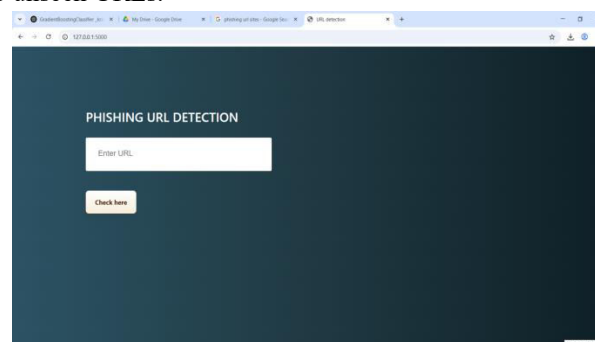 GradientBoostingClassifier
My Drive - Google Drive
phishing url sites - Google
URL detection
127.0.0.1:5000
PHISHING URL DETECTION
Enter URL
Check here